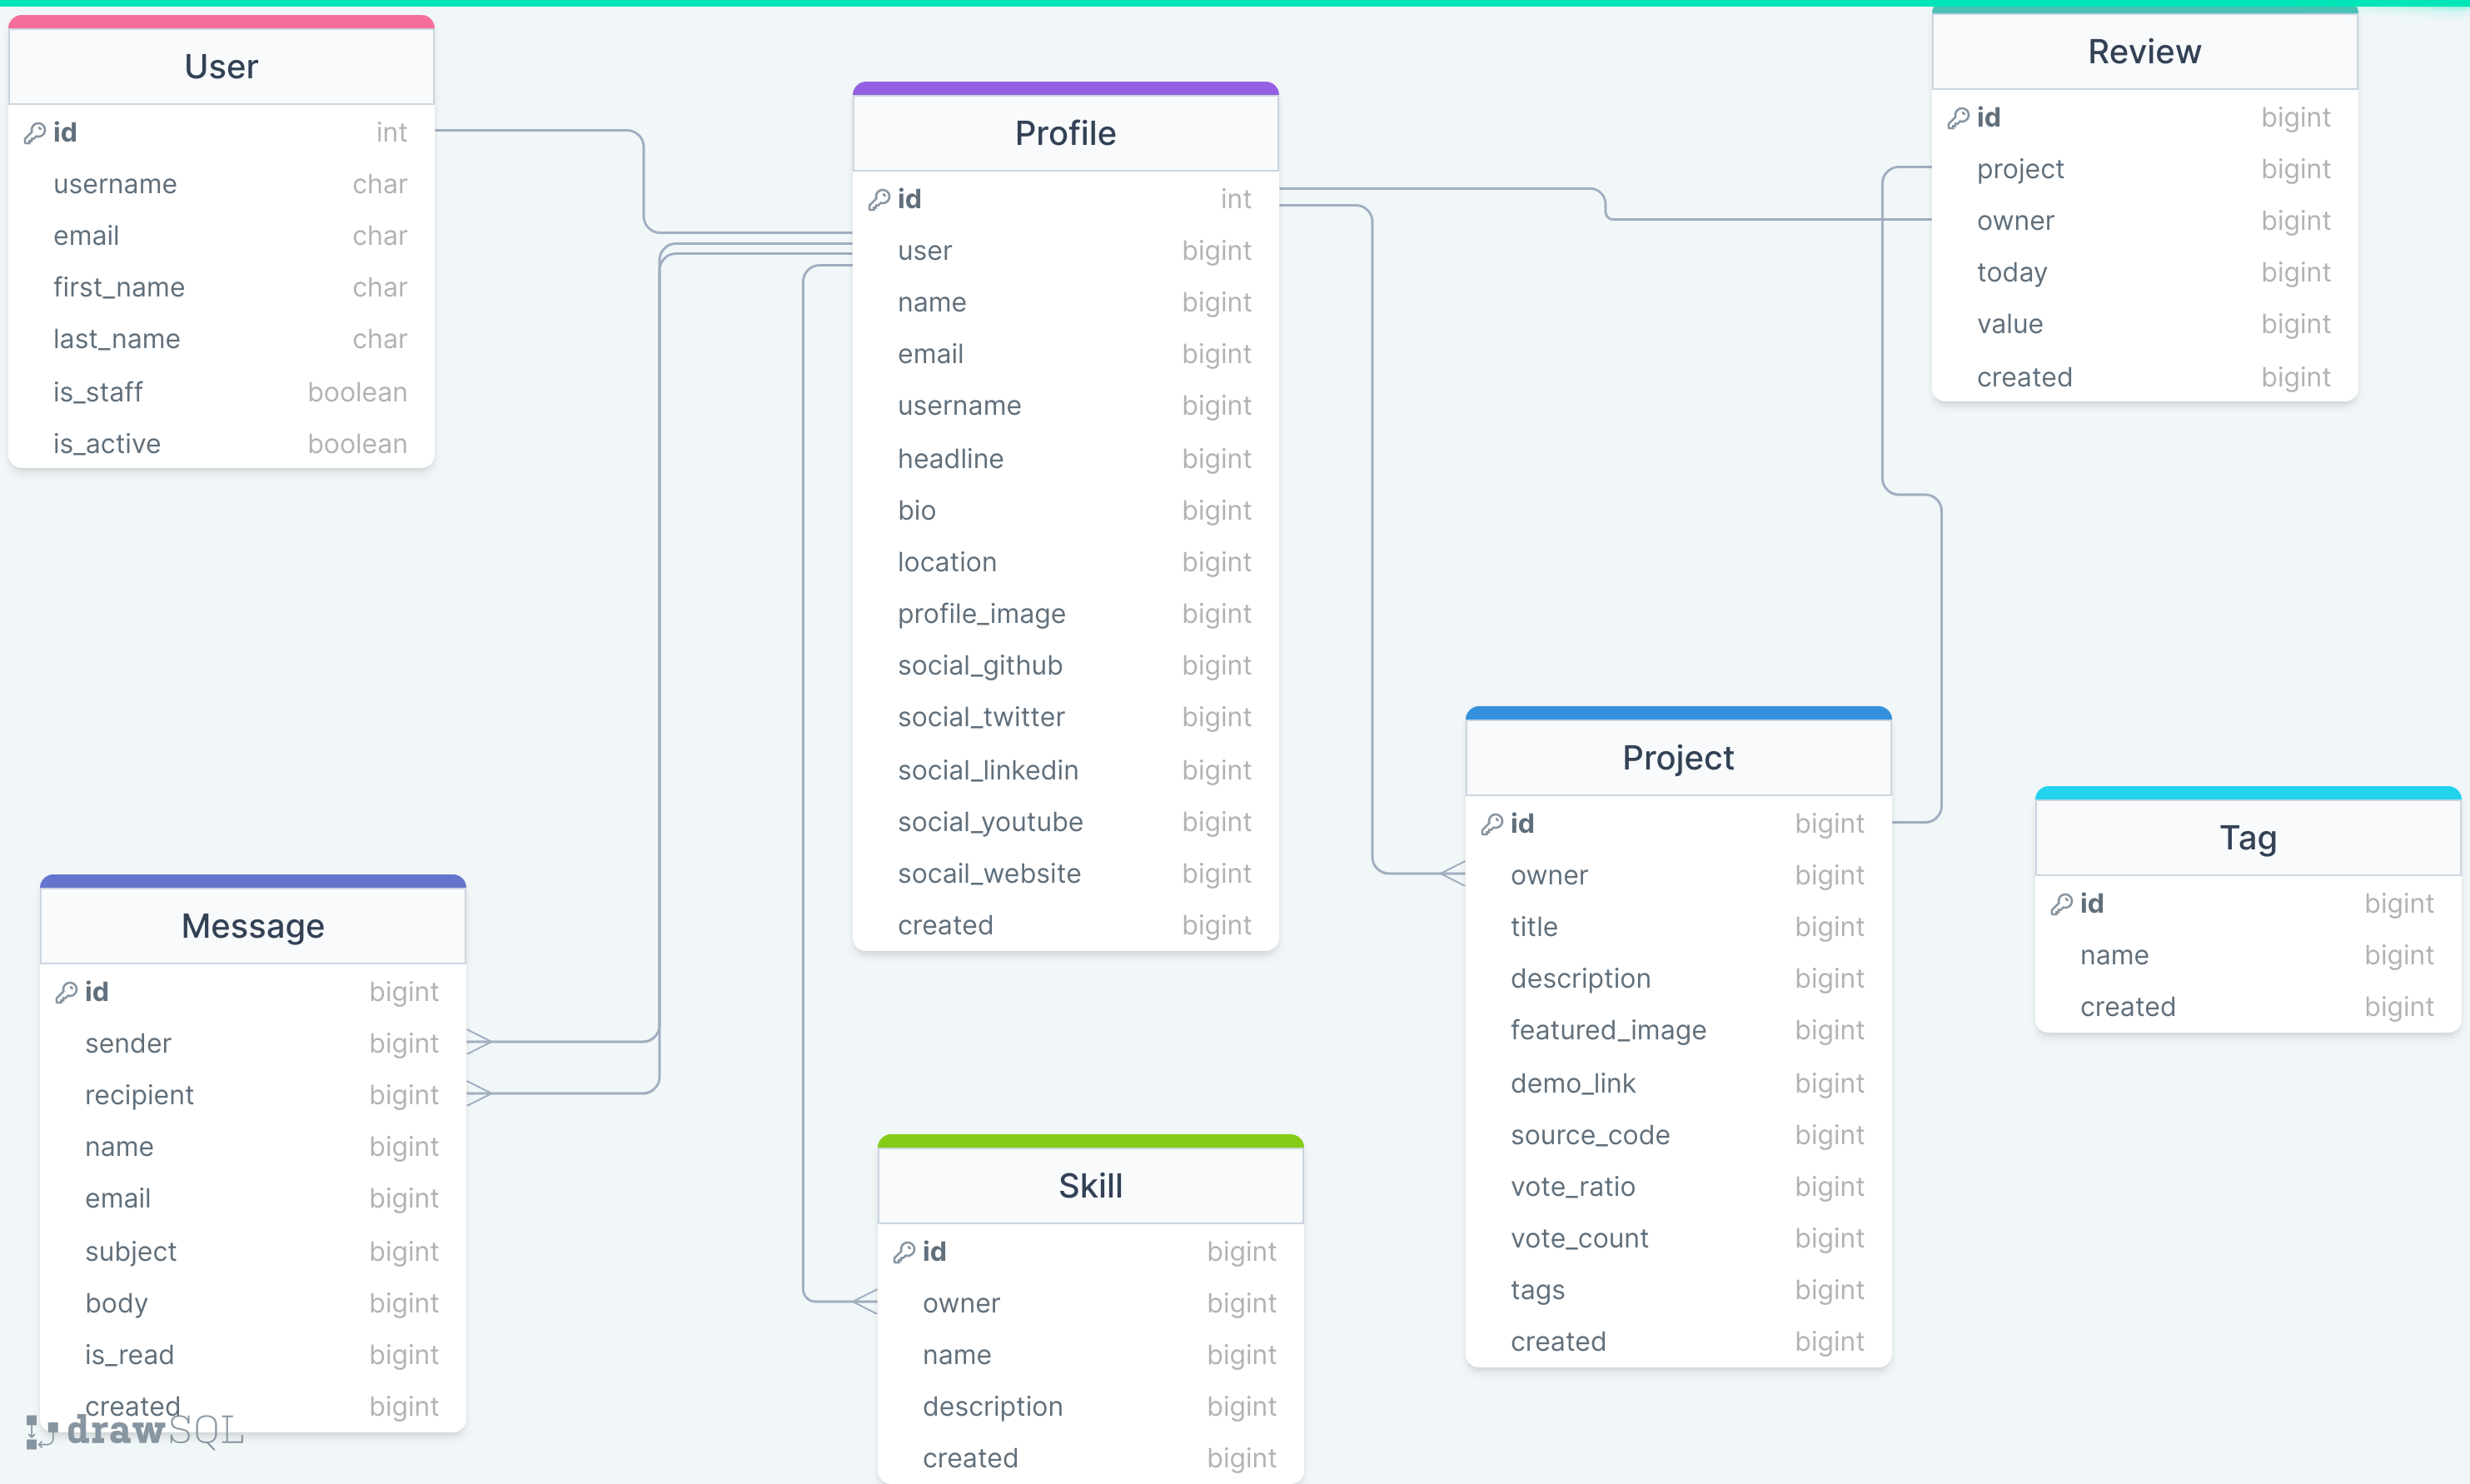 User
id int
username char
email char
first_name char
last_name char
is_staff boolean
is_active boolean
Profile
id int
user bigint
name bigint
email bigint
username bigint
headline bigint
bio bigint
location bigint
profile_image bigint
social_github bigint
social_twitter bigint
social_linkedin bigint
social_youtube bigint
socail_website bigint
created bigint
Review
id bigint
project bigint
owner bigint
today bigint
value bigint
created bigint
Message
id bigint
sender bigint
recipient bigint
name bigint
email bigint
subject bigint
body bigint
is_read bigint
created bigint
Skill
id bigint
owner bigint
name bigint
description bigint
created bigint
Project
id bigint
owner bigint
title bigint
description bigint
featured_image bigint
demo_link bigint
source_code bigint
vote_ratio bigint
vote_count bigint
tags bigint
created bigint
Tag
id bigint
name bigint
created bigint
drawSQL